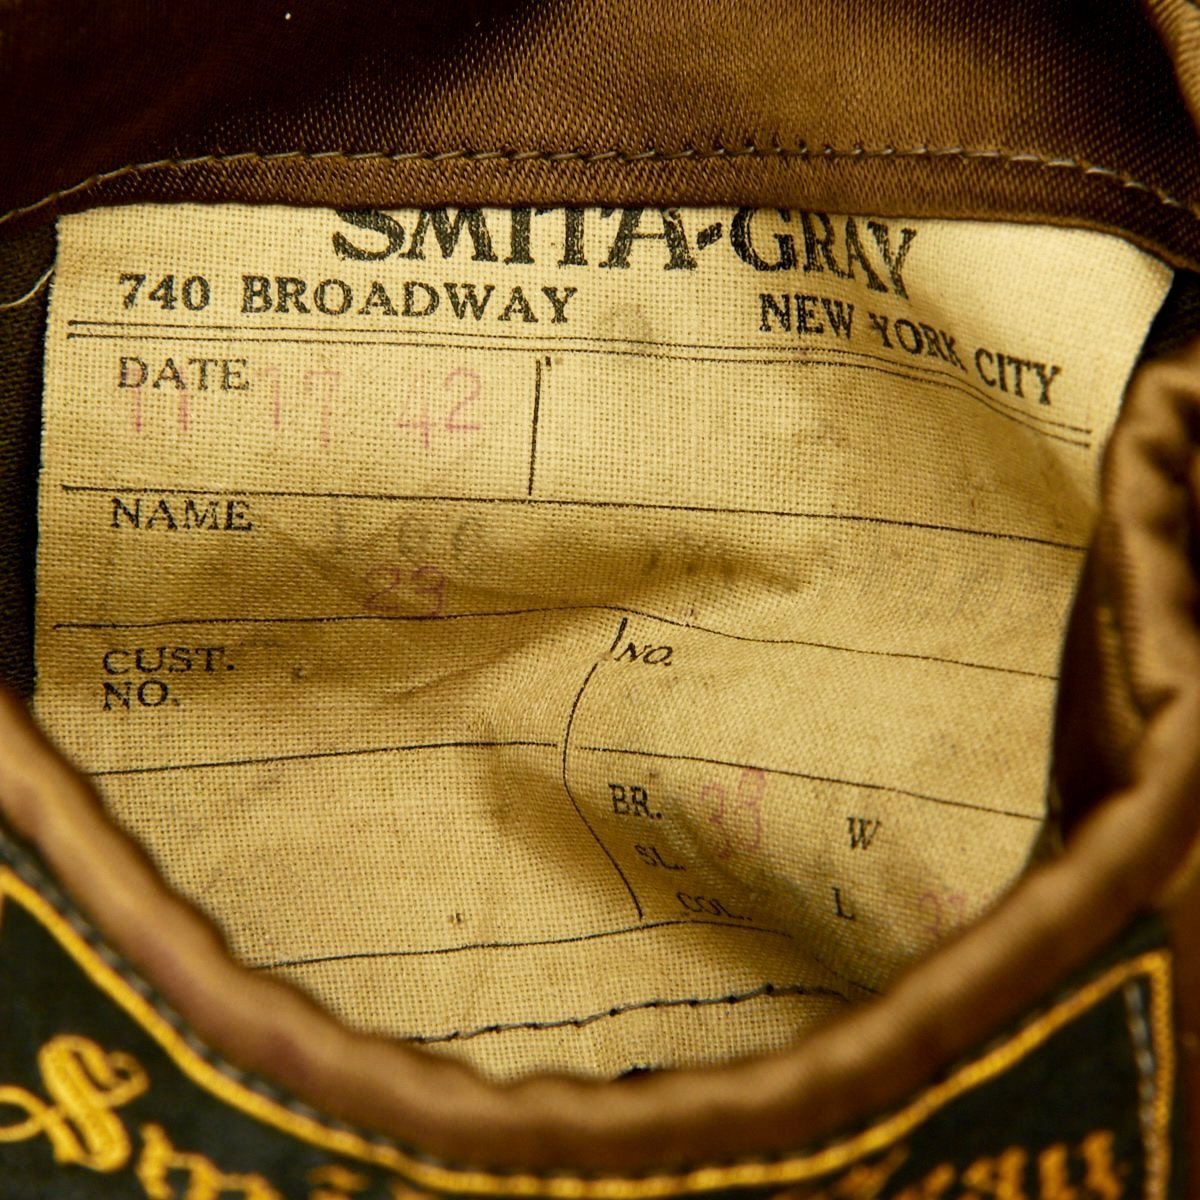 SMITH-GRAY
740 BROADWAY NEW YORK CITY
DATE
11 17 42
NAME
23
CUST.
NO.
INO.
BR. 33 W
SL.
COL. L